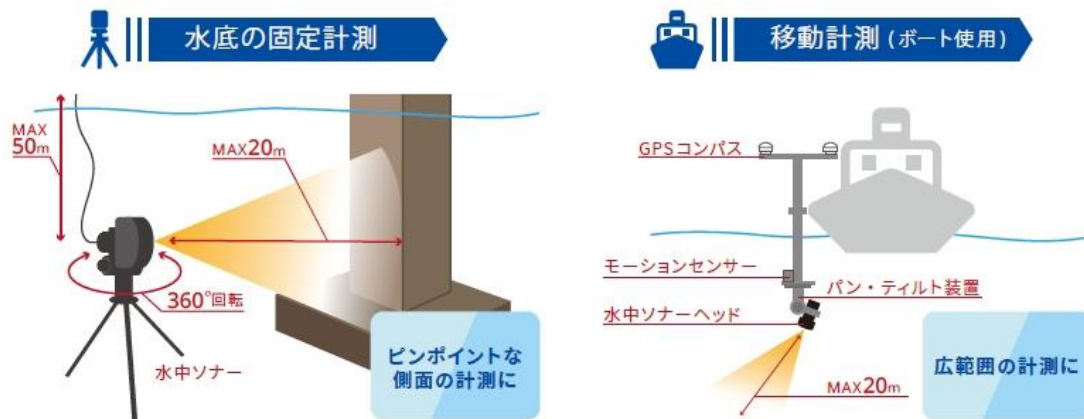 水底の固定計測
MAX
50m
MAX20m
360°回転
水中ソナー
ピンポイントな
側面の計測に
移動計測(ボート使用)
GPSコンパス
モーションセンサー
パン・ティルト装置
水中ソナーヘッド
MAX20m
広範囲の計測に